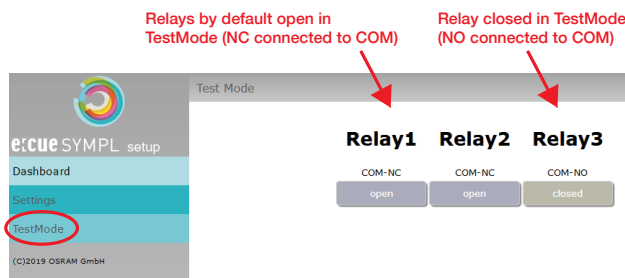 Relays by default open in
TestMode (NC connected to COM)
Relay closed in TestMode
(NO connected to COM)
Test Mode
e:cue SYMPL setup
Dashboard
Settings
TestMode
(C)2019 OSRAM GmbH
Relay1 Relay2 Relay3
COM-NC COM-NC COM-NO
open open closed